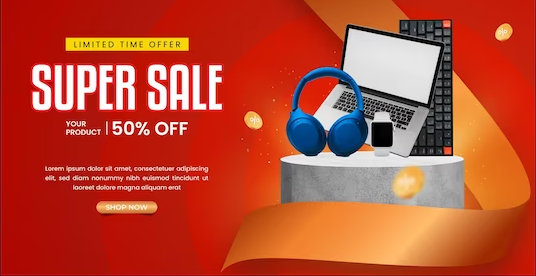 LIMITED TIME OFFER
SUPER SALE
YOUR
PRODUCT
50% OFF
Lorem ipsum dolor sit amet, consectetuer adipiscing
elit, sed diam nonummy nibh euismod tincidunt ut
laoreet dolore magna aliquam erat
SHOP NOW
%
%
%